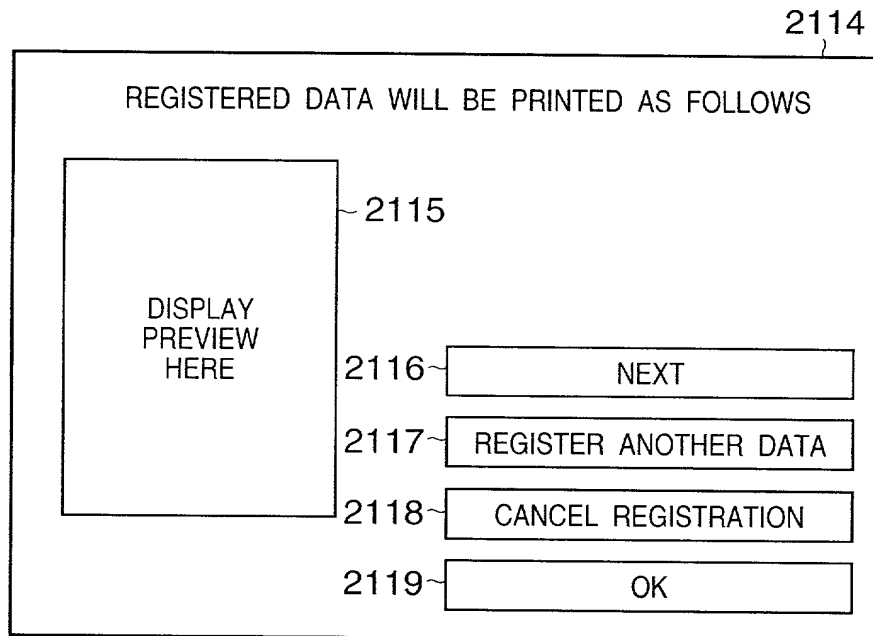 2114
REGISTERED DATA WILL BE PRINTED AS FOLLOWS
2115
DISPLAY
PREVIEW
HERE
2116 NEXT
2117 REGISTER ANOTHER DATA
2118 CANCEL REGISTRATION
2119 OK